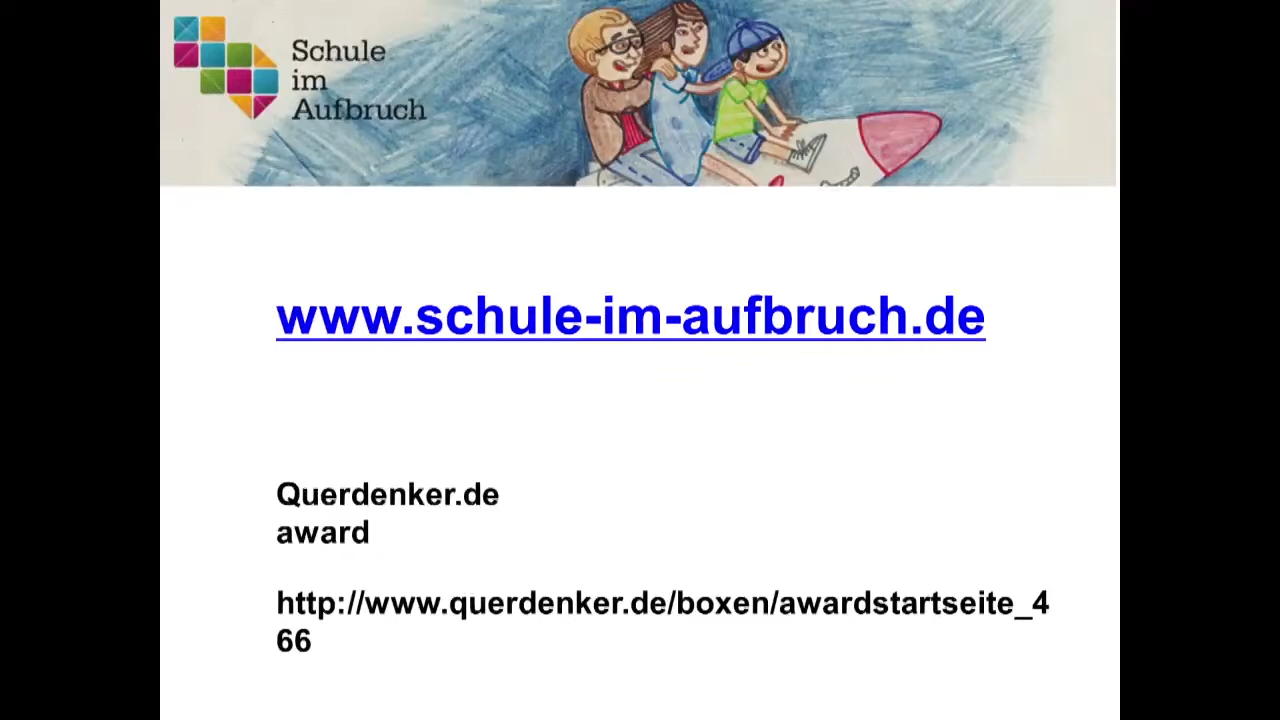 Schule
im
Aufbruch
www.schule-im-aufbruch.de
Querdenker.de
award
http://www.querdenker.de/boxen/awardstartseite_4
66